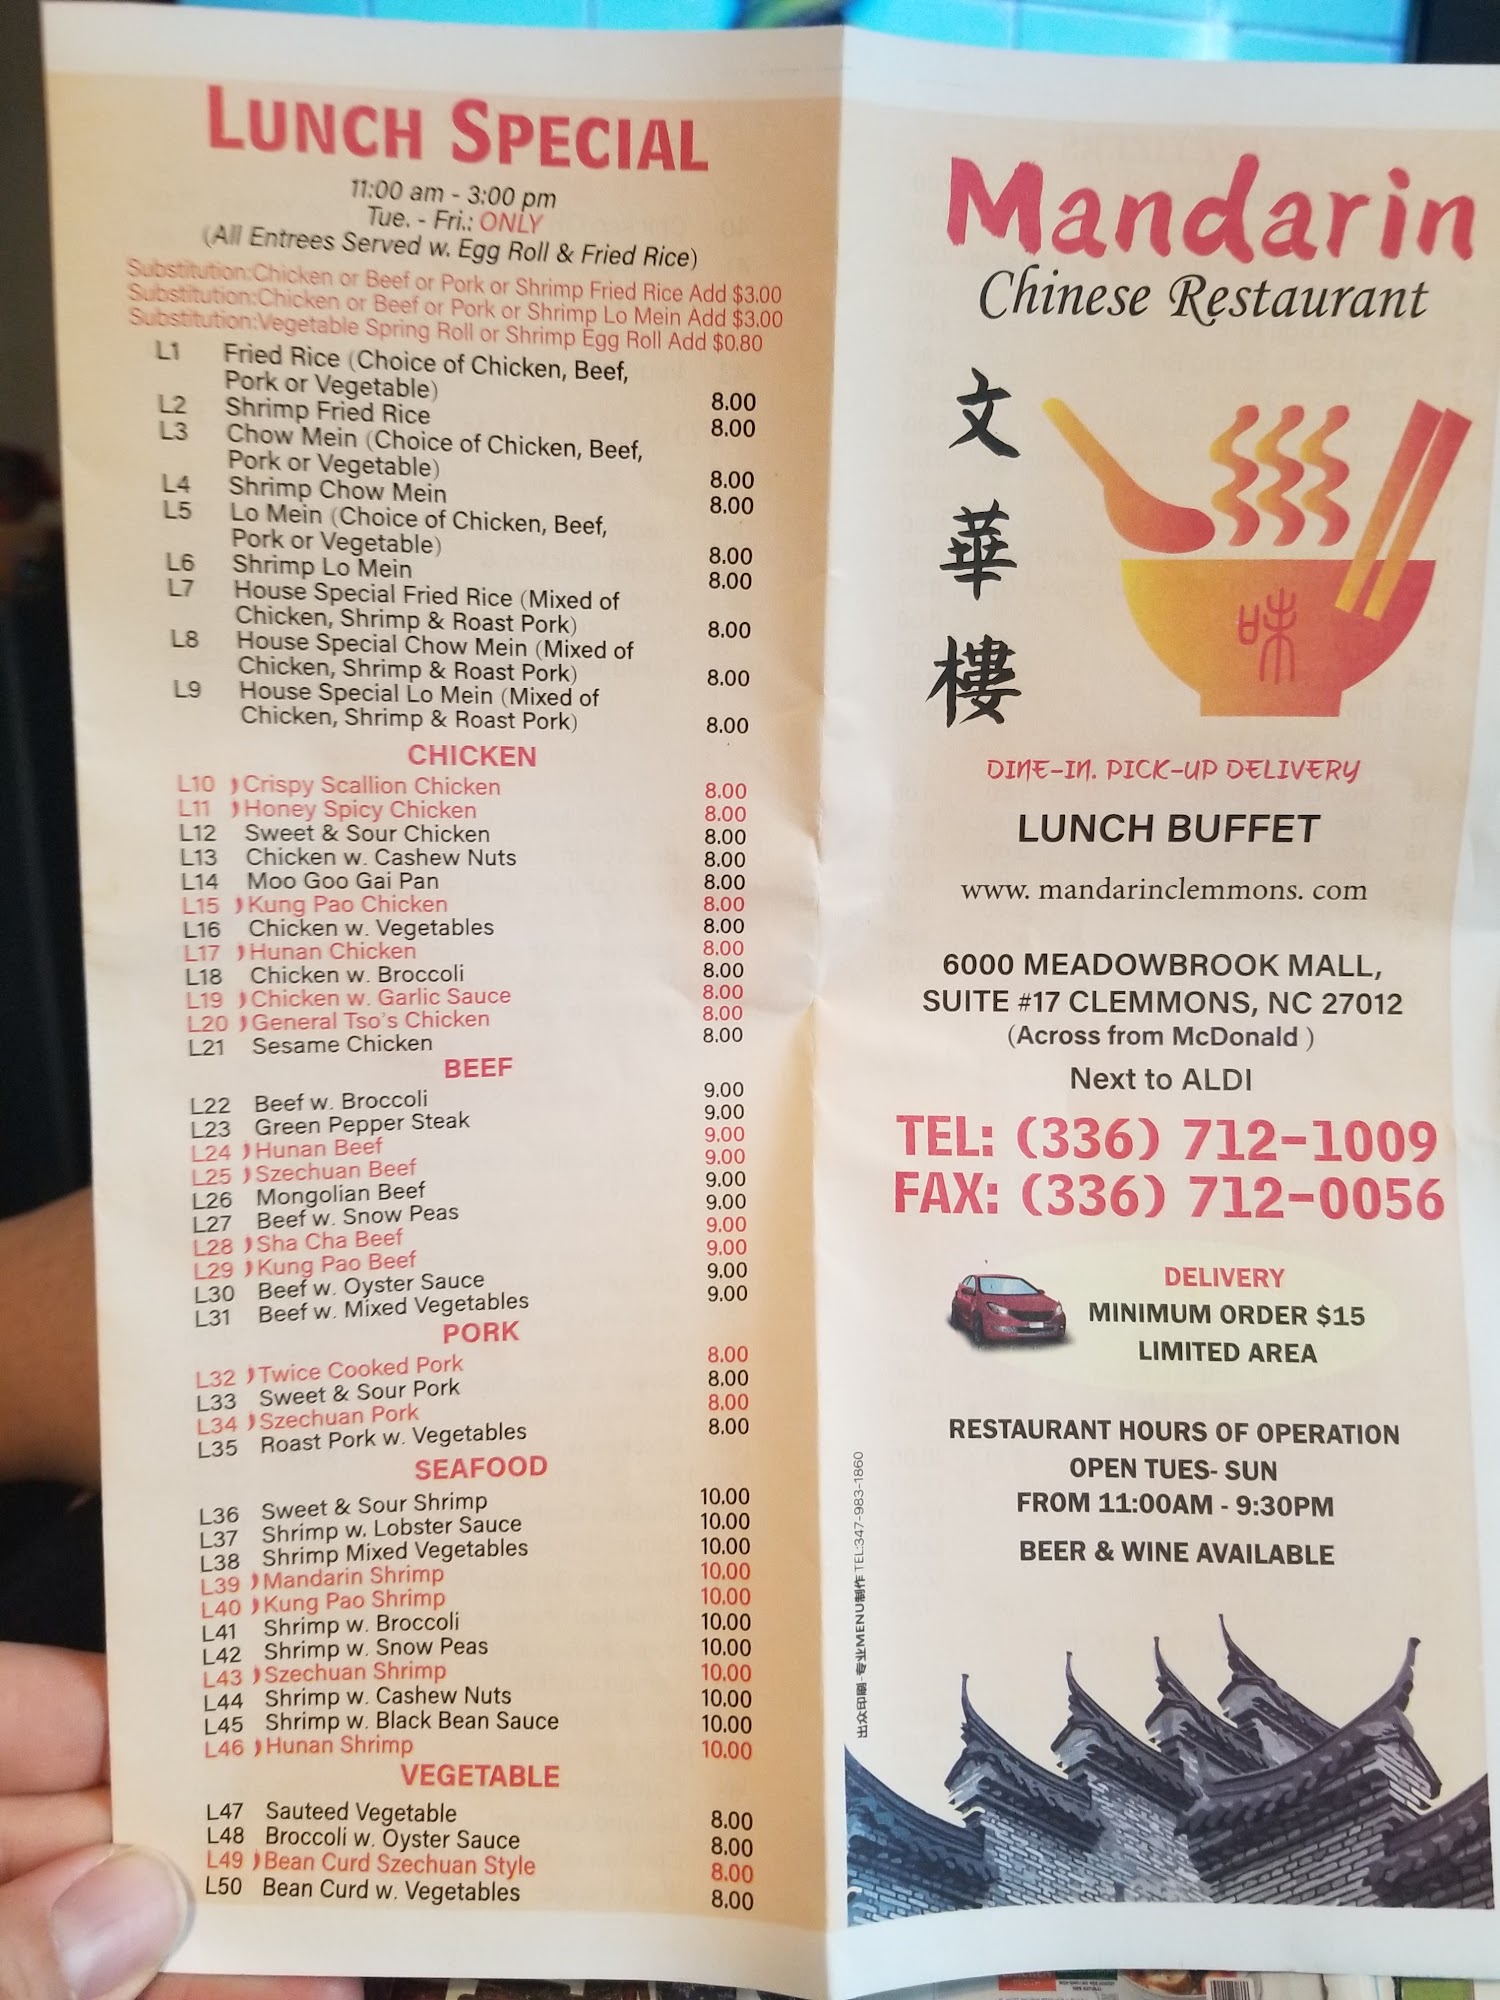 LUNCH SPECIAL
11:00 am - 3:00 pm
Tue. - Fri.: ONLY
(All Entrees Served w. Egg Roll & Fried Rice)
Substitution:Chicken or Beef or Pork or Shrimp Fried Rice Add $3.00
Substitution:Chicken or Beef or Pork or Shrimp Lo Mein Add $3.00
Substitution:Vegetable Spring Roll or Shrimp Egg Roll Add $0.80
L1 Fried Rice (Choice of Chicken, Beef,
Pork or Vegetable) 8.00
L2 Shrimp Fried Rice 8.00
L3 Chow Mein (Choice of Chicken, Beef,
Pork or Vegetable) 8.00
L4 Shrimp Chow Mein 8.00
L5 Lo Mein (Choice of Chicken, Beef,
Pork or Vegetable) 8.00
L6 Shrimp Lo Mein 8.00
L7 House Special Fried Rice (Mixed of
Chicken, Shrimp & Roast Pork) 8.00
L8 House Special Chow Mein (Mixed of
Chicken, Shrimp & Roast Pork) 8.00
L9 House Special Lo Mein (Mixed of
Chicken, Shrimp & Roast Pork) 8.00
CHICKEN
L10 Crispy Scallion Chicken 8.00
L11 Honey Spicy Chicken 8.00
L12 Sweet & Sour Chicken 8.00
L13 Chicken w. Cashew Nuts 8.00
L14 Moo Goo Gai Pan 8.00
L15 Kung Pao Chicken 8.00
L16 Chicken w. Vegetables 8.00
L17 Hunan Chicken 8.00
L18 Chicken w. Broccoli 8.00
L19 Chicken w. Garlic Sauce 8.00
L20 General Tso's Chicken 8.00
L21 Sesame Chicken 8.00
BEEF
L22 Beef w. Broccoli 9.00
L23 Green Pepper Steak 9.00
L24 Hunan Beef 9.00
L25 Szechuan Beef 9.00
L26 Mongolian Beef 9.00
L27 Beef w. Snow Peas 9.00
L28 Sha Cha Beef 9.00
L29 Kung Pao Beef 9.00
L30 Beef w. Oyster Sauce 9.00
L31 Beef w. Mixed Vegetables 9.00
PORK
L32 Twice Cooked Pork 8.00
L33 Sweet & Sour Pork 8.00
L34 Szechuan Pork 8.00
L35 Roast Pork w. Vegetables 8.00
SEAFOOD
L36 Sweet & Sour Shrimp 10.00
L37 Shrimp w. Lobster Sauce 10.00
L38 Shrimp Mixed Vegetables 10.00
L39 Mandarin Shrimp 10.00
L40 Kung Pao Shrimp 10.00
L41 Shrimp w. Broccoli 10.00
L42 Shrimp w. Snow Peas 10.00
L43 Szechuan Shrimp 10.00
L44 Shrimp w. Cashew Nuts 10.00
L45 Shrimp w. Black Bean Sauce 10.00
L46 Hunan Shrimp 10.00
VEGETABLE
L47 Sauteed Vegetable 8.00
L48 Broccoli w. Oyster Sauce 8.00
L49 Bean Curd Szechuan Style 8.00
L50 Bean Curd w. Vegetables 8.00
Mandarin
Chinese Restaurant
文華樓
味
DINE-IN. PICK-UP DELIVERY
LUNCH BUFFET
www. mandarinclemmons. com
6000 MEADOWBROOK MALL,
SUITE #17 CLEMMONS, NC 27012
(Across from McDonald )
Next to ALDI
TEL: (336) 712-1009
FAX: (336) 712-0056
DELIVERY
MINIMUM ORDER $15
LIMITED AREA
RESTAURANT HOURS OF OPERATION
OPEN TUES- SUN
FROM 11:00AM - 9:30PM
BEER & WINE AVAILABLE
出众印刷-专业MENU制作 TEL:347-983-1860